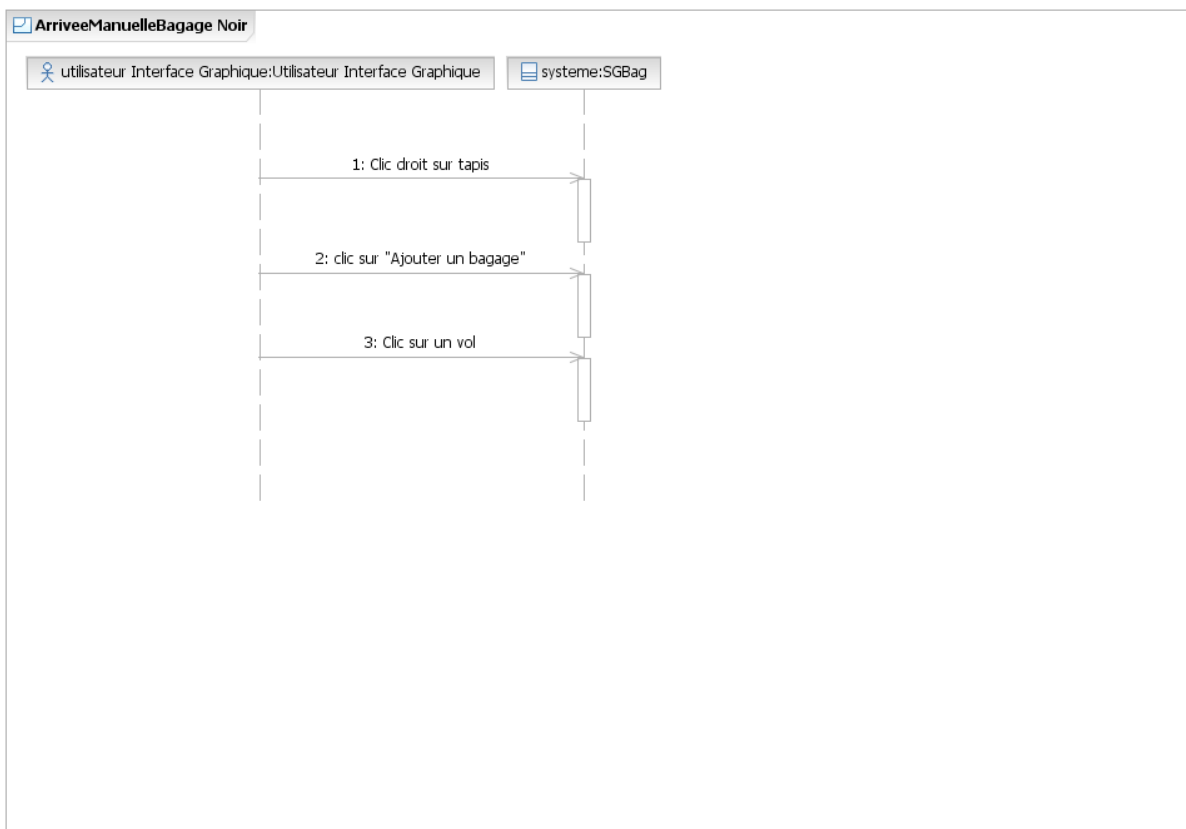 ArriveeManuelleBagage Noir
utilisateur Interface Graphique:Utilisateur Interface Graphique
systeme:SGBag
1: Clic droit sur tapis
2: clic sur "Ajouter un bagage"
3: Clic sur un vol